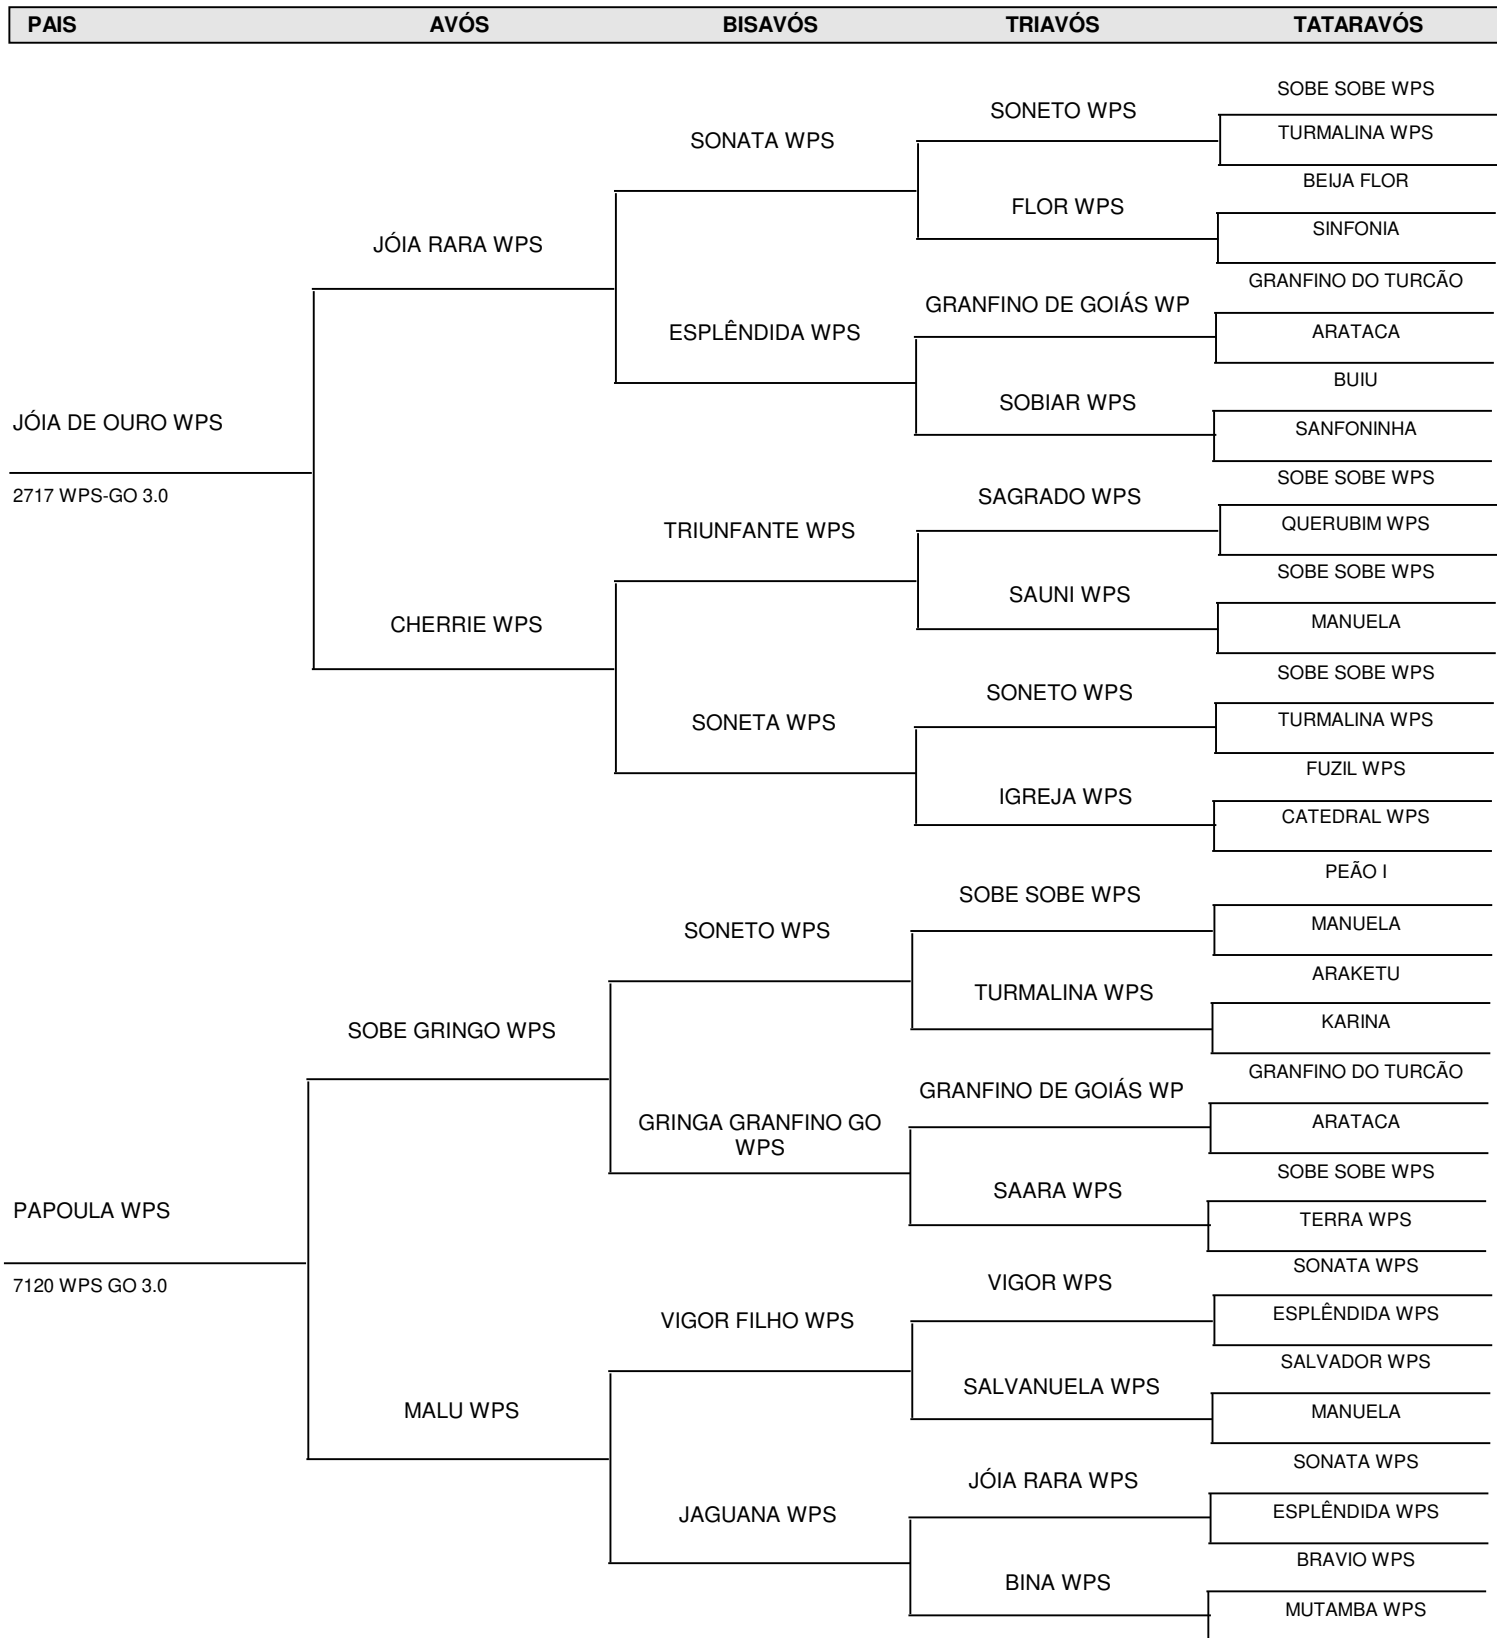 PAIS AVÓS BISAVÓS TRIAVÓS TATARAVÓS
SOBE SOBE WPS
SONETO WPS
TURMALINA WPS
SONATA WPS
BEIJA FLOR
FLOR WPS
SINFONIA
JÓIA RARA WPS
GRANFINO DO TURCÃO
GRANFINO DE GOIÁS WP
ESPLÊNDIDA WPS
ARATACA
BUIU
SOBIAR WPS
JÓIA DE OURO WPS
SANFONINHA
SOBE SOBE WPS
2717 WPS-GO 3.0
SAGRADO WPS
QUERUBIM WPS
TRIUNFANTE WPS
SOBE SOBE WPS
SAUNI WPS
MANUELA
CHERRIE WPS
SOBE SOBE WPS
SONETO WPS
TURMALINA WPS
SONETA WPS
FUZIL WPS
IGREJA WPS
CATEDRAL WPS
PEÃO I
SOBE SOBE WPS
MANUELA
SONETO WPS
ARAKETU
TURMALINA WPS
KARINA
SOBE GRINGO WPS
GRANFINO DO TURCÃO
GRANFINO DE GOIÁS WP
GRINGA GRANFINO GO
WPS
ARATACA
SOBE SOBE WPS
SAARA WPS
PAPOULA WPS
TERRA WPS
SONATA WPS
7120 WPS GO 3.0
VIGOR WPS
ESPLÊNDIDA WPS
VIGOR FILHO WPS
SALVADOR WPS
SALVANUELA WPS
MALU WPS
MANUELA
SONATA WPS
JÓIA RARA WPS
ESPLÊNDIDA WPS
JAGUANA WPS
BRAVIO WPS
BINA WPS
MUTAMBA WPS